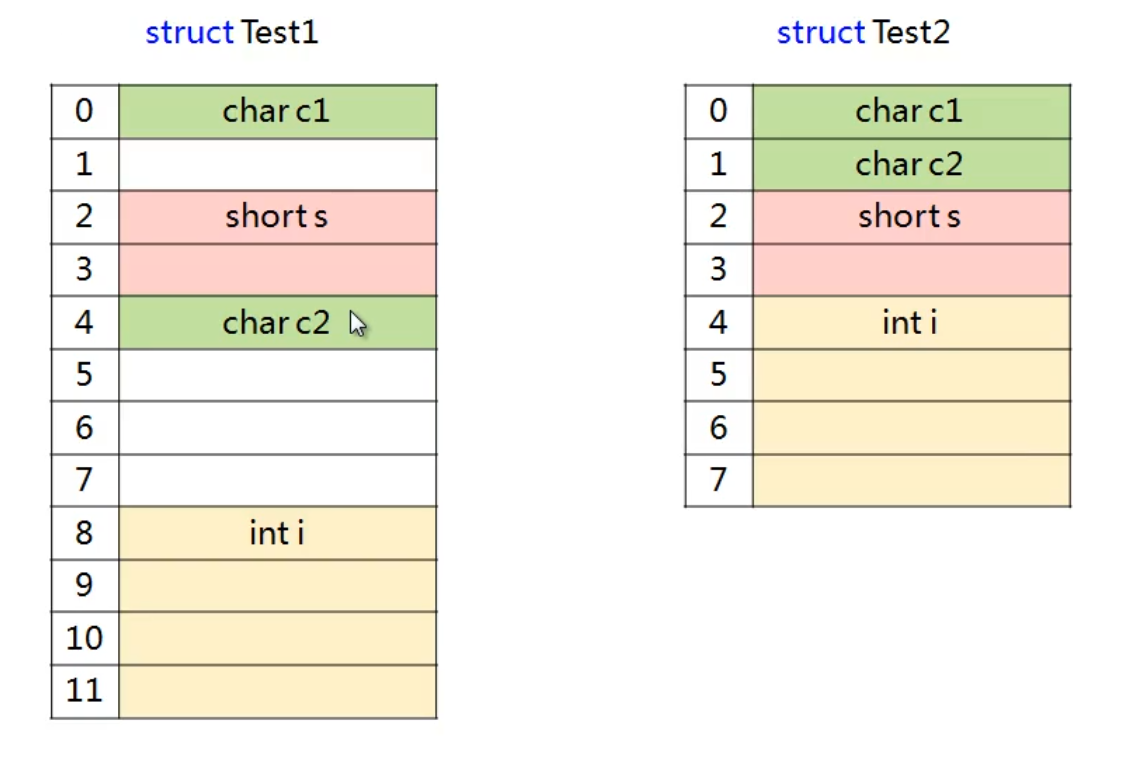 struct Test1
0 char c1
1
2 short s
3
4 char c2
5
6
7
8 int i
9
10
11
struct Test2
0 char c1
1 char c2
2 short s
3
4 int i
5
6
7